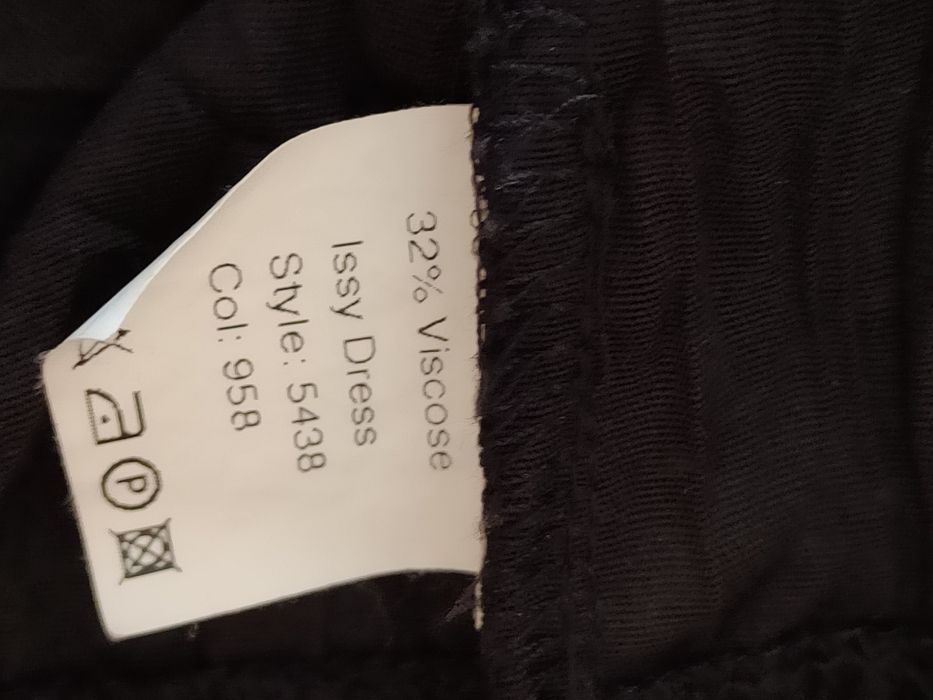 32% Viscose
Issy Dress
Style: 5438
Col: 958
P